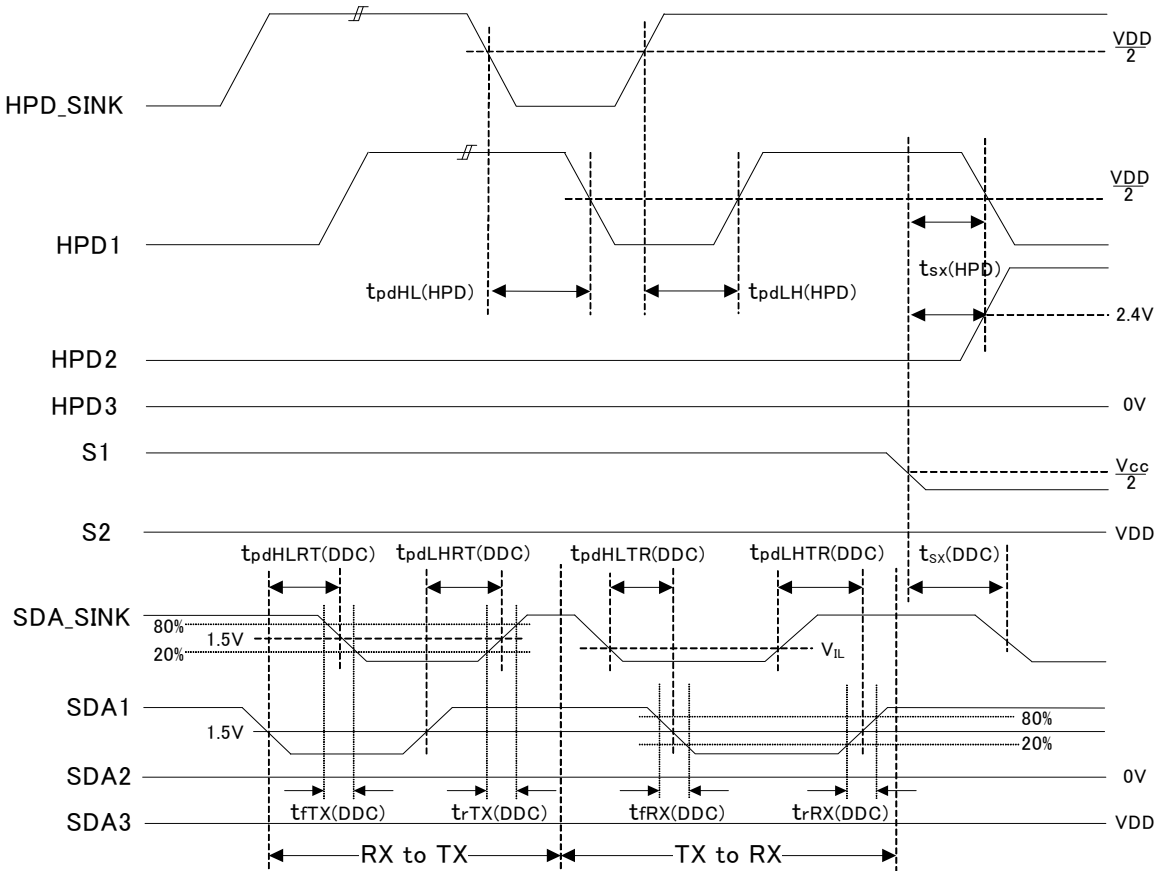 VDD
2
HPD_SINK
VDD
2
HPD1
tsx(HPD)
tpdHL(HPD)
tpdLH(HPD)
2.4V
HPD2
HPD3
0V
S1
Vcc
2
S2
VDD
tpdHLRT(DDC)
tpdLHRT(DDC)
tpdHLTR(DDC)
tpdLHTR(DDC)
tsx(DDC)
SDA_SINK
80%
1.5V
20%
VIL
SDA1
80%
1.5V
20%
SDA2
0V
tfTX(DDC)
trTX(DDC)
tfRX(DDC)
trRX(DDC)
SDA3
VDD
RX to TX
TX to RX